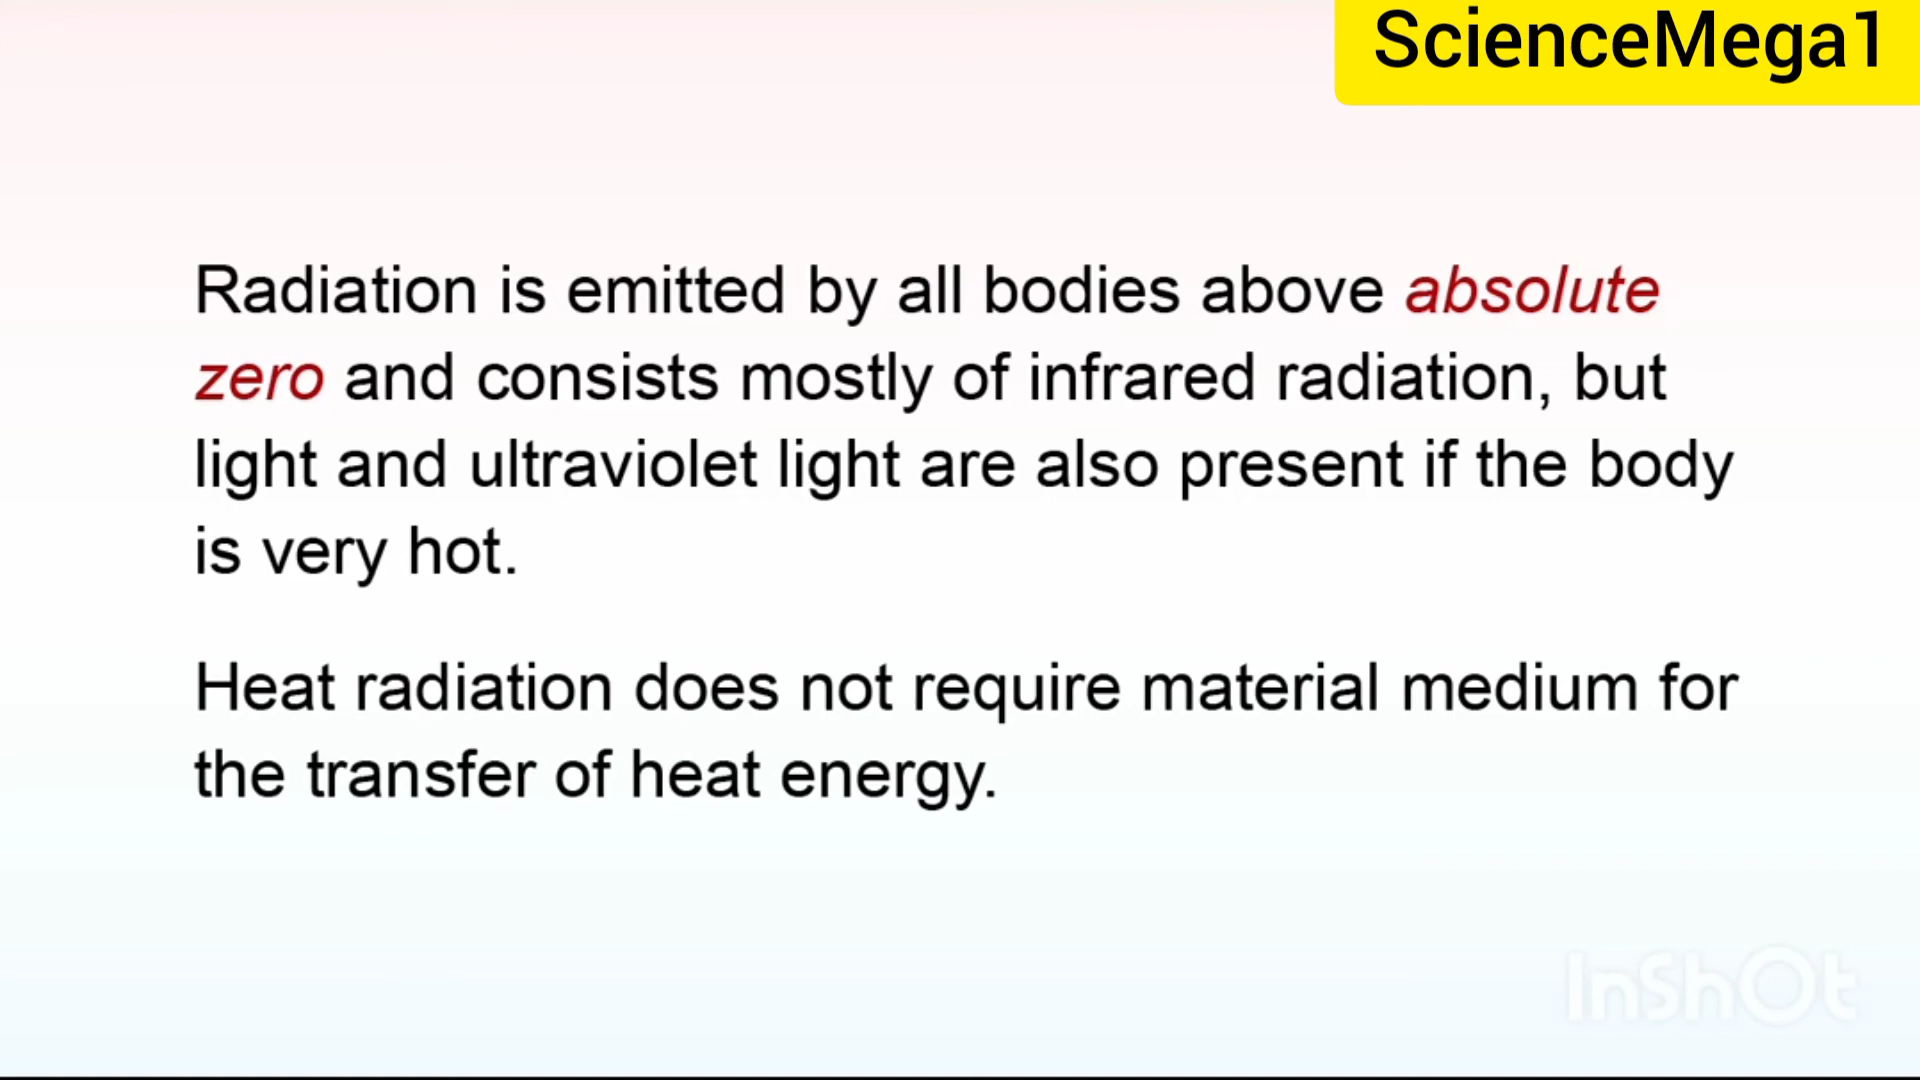 ScienceMega1
Radiation is emitted by all bodies above absolute
zero and consists mostly of infrared radiation, but
light and ultraviolet light are also present if the body
is very hot.
Heat radiation does not require material medium for
the transfer of heat energy.
InShOt